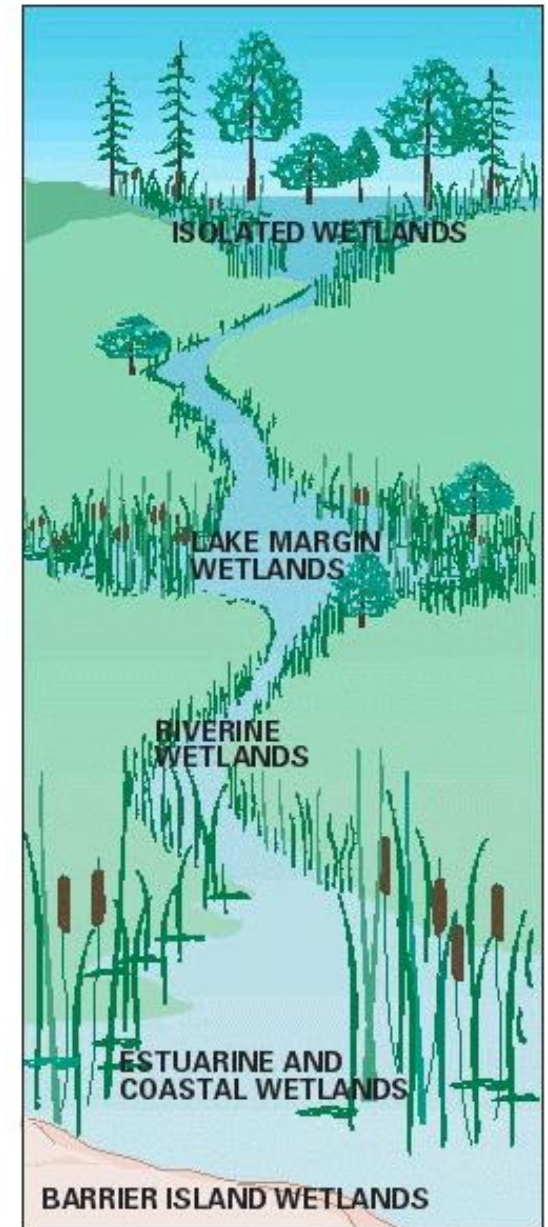 ISOLATED WETLANDS
LAKE MARGIN
WETLANDS
RIVERINE
WETLANDS
ESTUARINE AND
COASTAL WETLANDS
BARRIER ISLAND WETLANDS